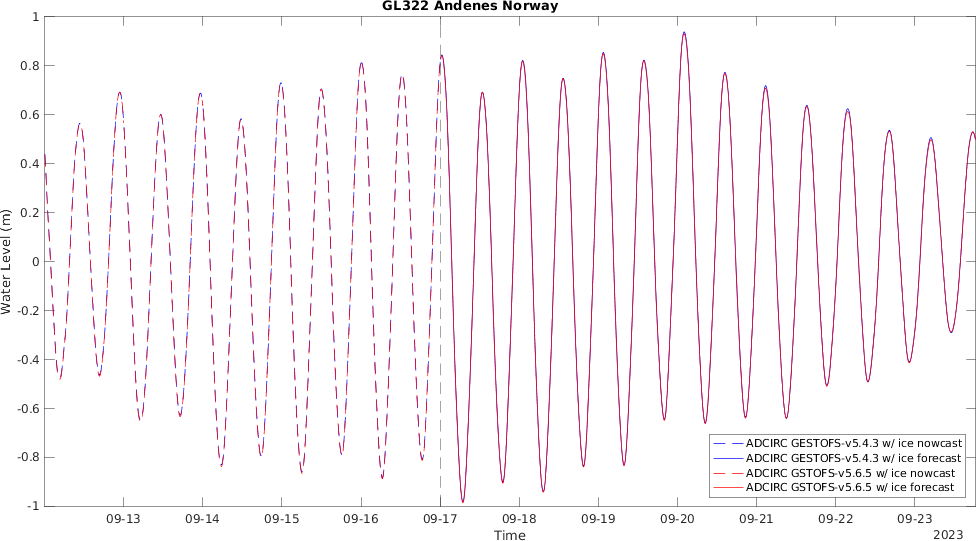 GL322 Andenes Norway
1
0.8
0.6
0.4
0.2
0
-0.2
-0.4
-0.6
-0.8
-1
Water Level (m)
09-13 09-14 09-15 09-16 09-17 09-18 09-19 09-20 09-21 09-22 09-23
Time
2023
ADCIRC GESTOFS-v5.4.3 w/ ice nowcast
ADCIRC GESTOFS-v5.4.3 w/ ice forecast
ADCIRC GSTOFS-v5.6.5 w/ ice nowcast
ADCIRC GSTOFS-v5.6.5 w/ ice forecast